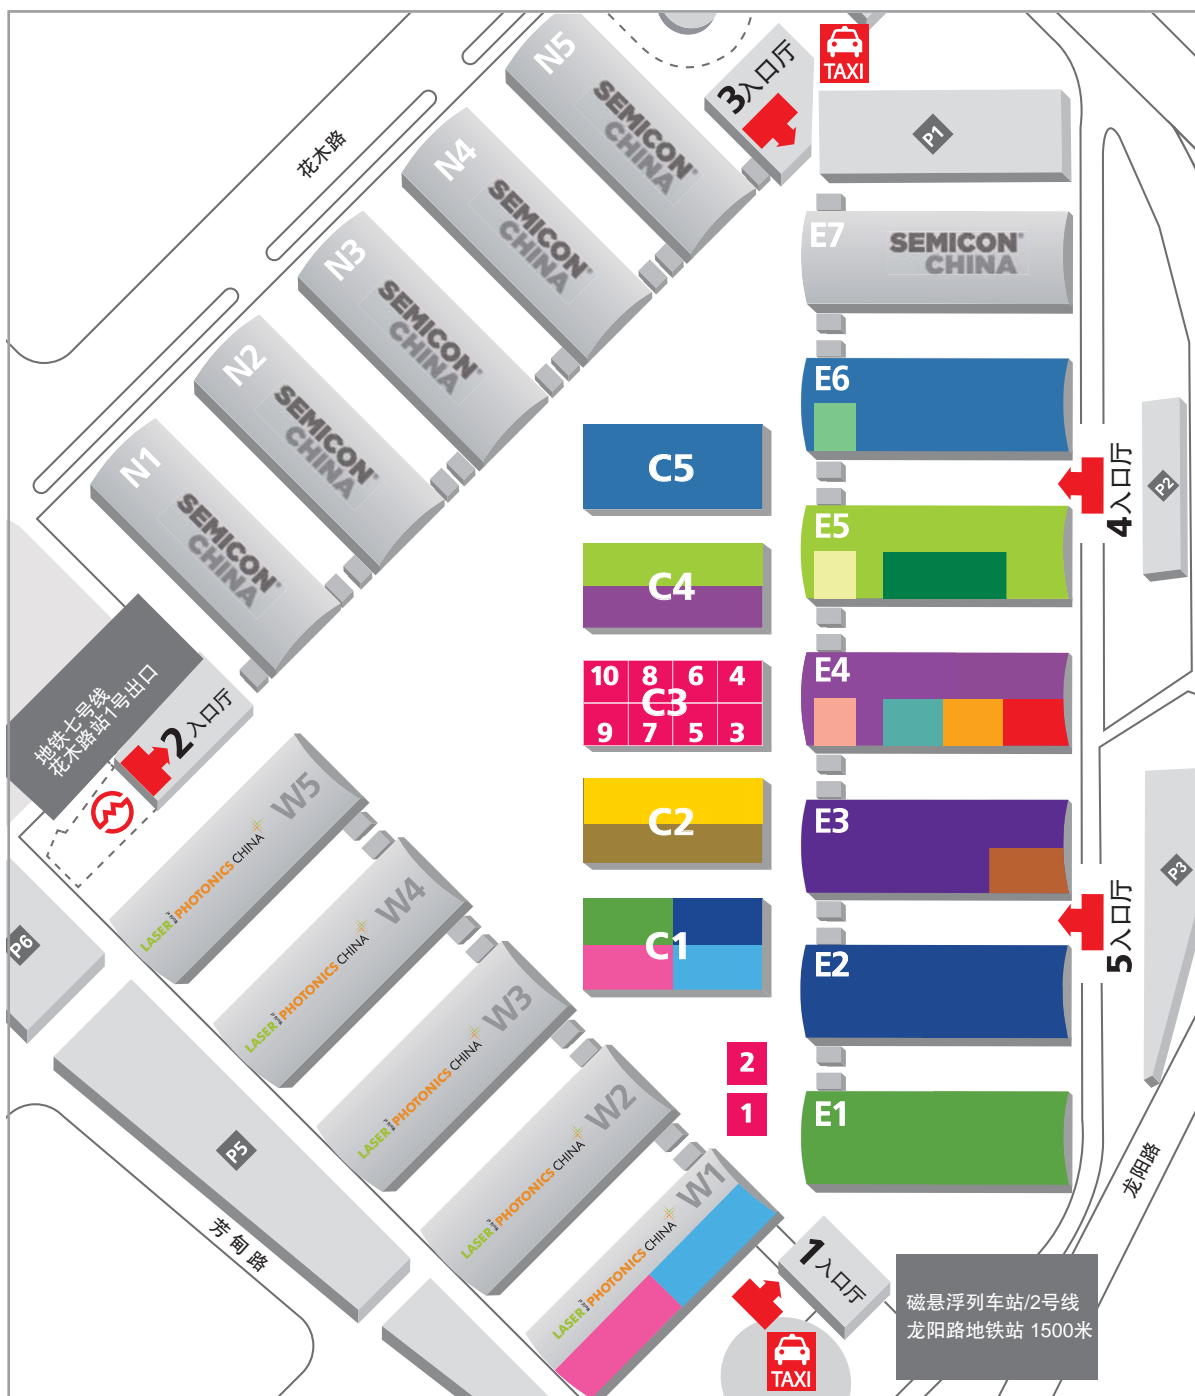 N5
SEMICON
CHINA
3入口厅
TAXI
P1
花木路
N4
SEMICON
CHINA
N3
SEMICON
CHINA
N2
SEMICON
CHINA
N1
SEMICON
CHINA
E7
SEMICON
CHINA
E6
E5
E4
E3
E2
E1
C5
C4
10 8 6 4
C3
9 7 5 3
C2
C1
2
1
4入口厅
P2
5入口厅
P3
地铁七号线
花木路站1号出口
2入口厅
W5
LASER PHOTONICS CHINA
W4
LASER PHOTONICS CHINA
W3
LASER PHOTONICS CHINA
W2
LASER PHOTONICS CHINA
W1
LASER PHOTONICS CHINA
P6
P5
芳甸路
龙阳路
1入口厅
TAXI
磁悬浮列车站/2号线
龙阳路地铁站 1500米